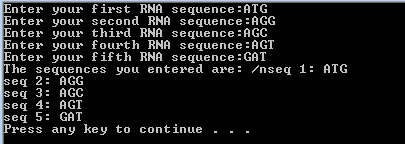 Enter your first RNA sequence:ATG
Enter your second RNA sequence:AGG
Enter your third RNA sequence:AGC
Enter your fourth RNA sequence:AGT
Enter your fifth RNA sequence:GAT
The sequences you entered are: /nseq 1: ATG
seq 2: AGG
seq 3: AGC
seq 4: AGT
seq 5: GAT
Press any key to continue . . .